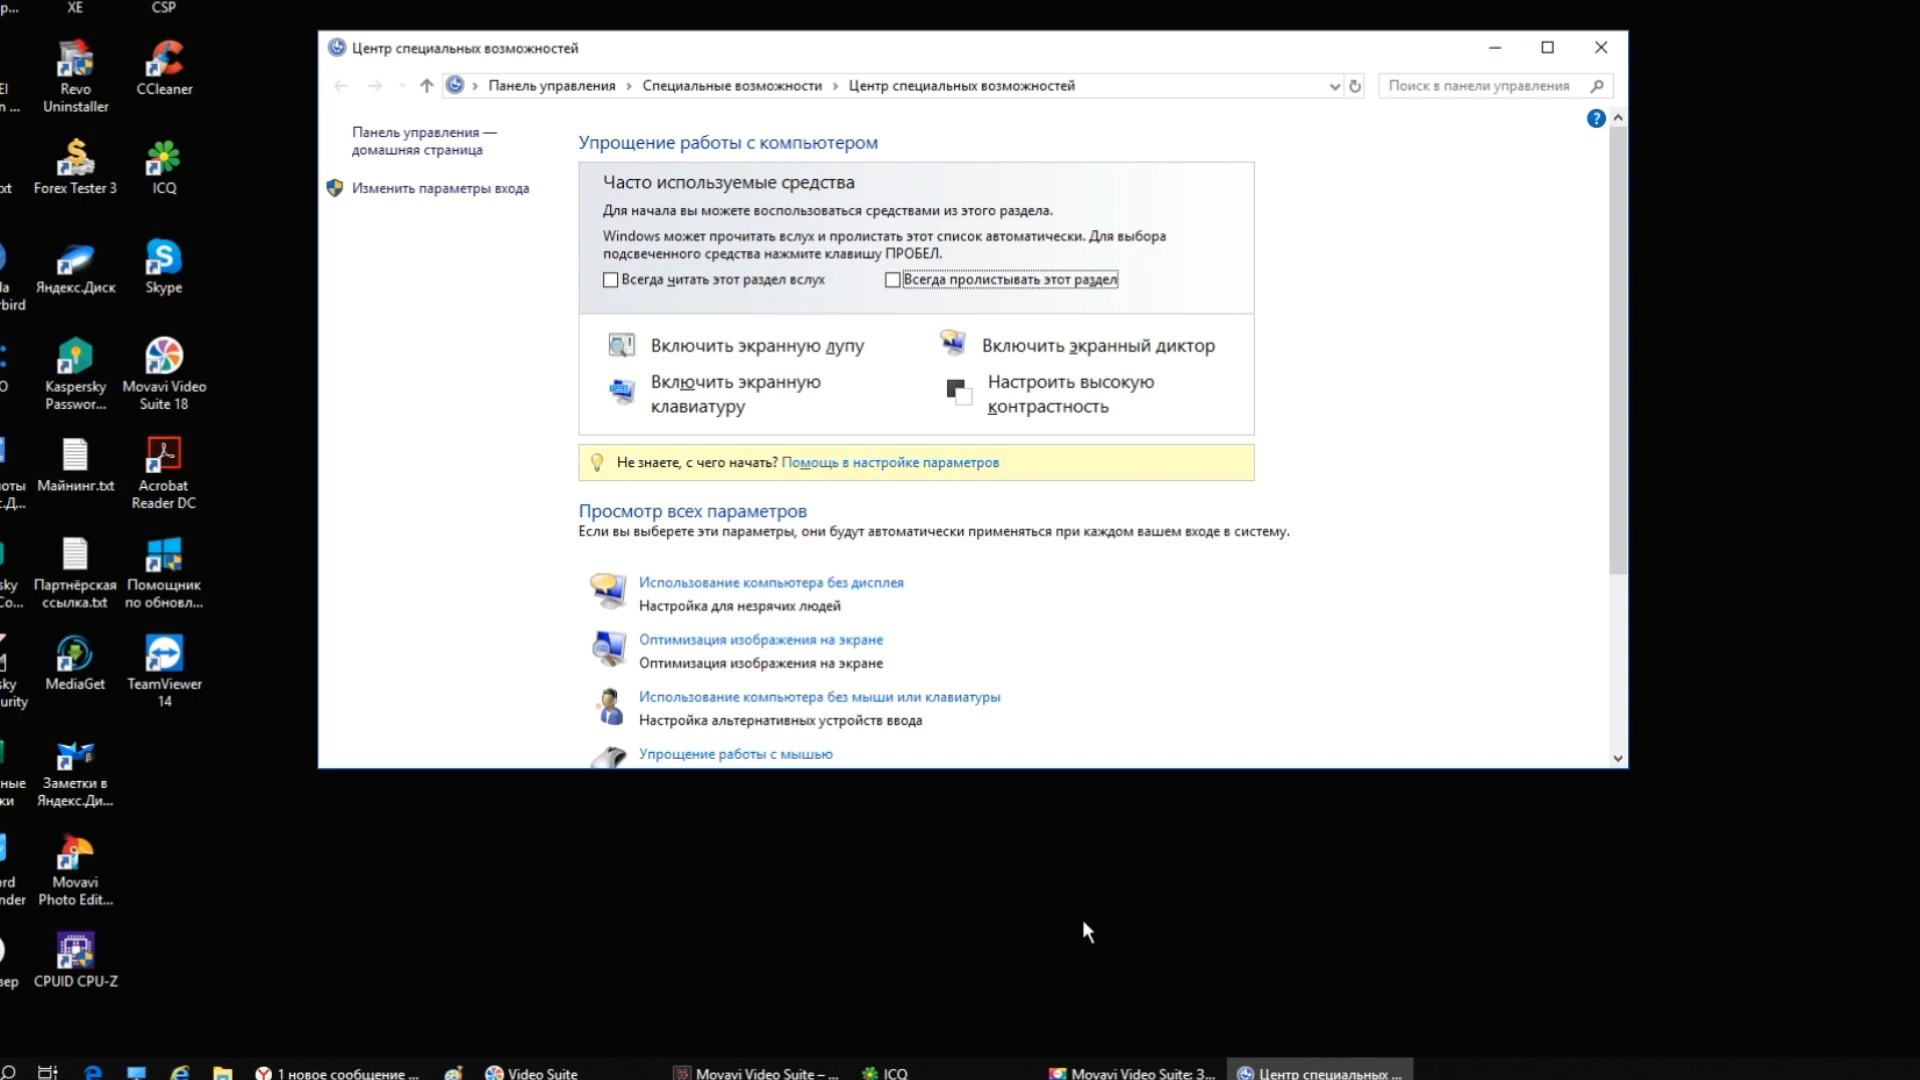 р...
XE
CSP
Revo
Uninstaller
CCleaner
Forex Tester 3
ICQ
Яндекс.Диск
Skype
Kaspersky
Passwor...
Movavi Video
Suite 18
Майнинг.txt
Acrobat
Reader DC
Партнёрская
ссылка.txt
Помощник
по обновл...
MediaGet
TeamViewer
14
Заметки в
Яндекс.Ди...
Movavi
Photo Edit...
CPUID CPU-Z
Центр специальных возможностей
Панель управления
Специальные возможности
Центр специальных возможностей
Поиск в панели управления
Панель управления —
домашняя страница
Изменить параметры входа
Упрощение работы с компьютером
Часто используемые средства
Для начала вы можете воспользоваться средствами из этого раздела.
Windows может прочитать вслух и пролистать этот список автоматически. Для выбора
подсвеченного средства нажмите клавишу ПРОБЕЛ.
Всегда читать этот раздел вслух
Всегда пролистывать этот раздел
Включить экранную лупу
Включить экранный диктор
Включить экранную
клавиатуру
Настроить высокую
контрастность
Не знаете, с чего начать? Помощь в настройке параметров
Просмотр всех параметров
Если вы выберете эти параметры, они будут автоматически применяться при каждом вашем входе в систему.
Использование компьютера без дисплея
Настройка для незрячих людей
Оптимизация изображения на экране
Оптимизация изображения на экране
Использование компьютера без мыши или клавиатуры
Настройка альтернативных устройств ввода
Упрощение работы с мышью
1 новое сообщение ...
Video Suite
Movavi Video Suite – ...
ICQ
Movavi Video Suite: З...
Центр специальных ...